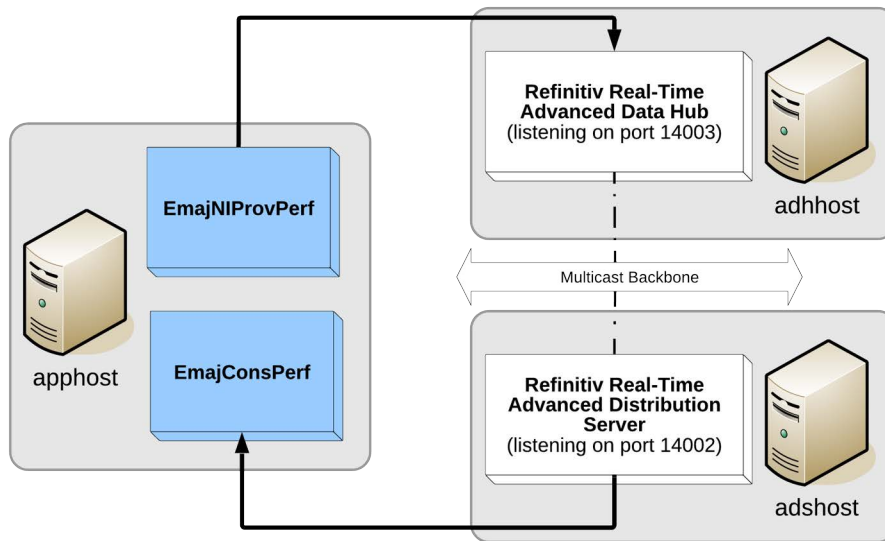 Refinitiv Real-Time
Advanced Data Hub
(listening on port 14003)
adhhost
EmajNIProvPerf
Multicast Backbone
EmajConsPerf
apphost
Refinitiv Real-Time
Advanced Distribution
Server
(listening on port 14002)
adshost